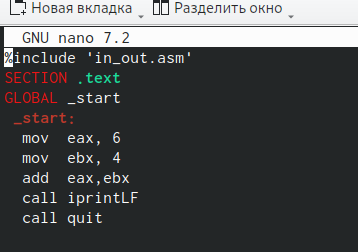 Новая вкладка Разделить окно
GNU nano 7.2
%include 'in_out.asm'
SECTION .text
GLOBAL _start
_start:
mov eax, 6
mov ebx, 4
add eax,ebx
call iprintLF
call quit